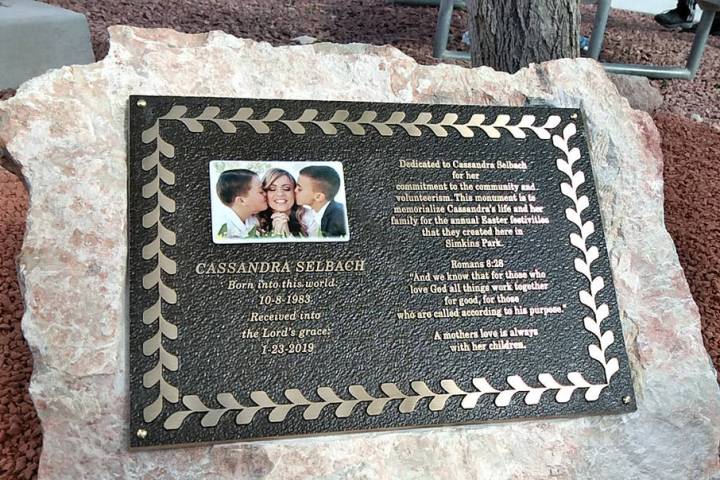 CASSANDRA SELBACH
Born into this world
10-8-1983
Received into
the Lord's grace
1-23-2019
Dedicated to Cassandra Selbach
for her
commitment to the community and
volunteerism. This monument is to
memorialize Cassandra's life and her
family for the annual Easter festivities
that they created here in
Simkins Park.
Romans 8:28
"And we know that for those who
love God all things work together
for good, for those
who are called according to his purpose."
A mothers love is always
with her children.